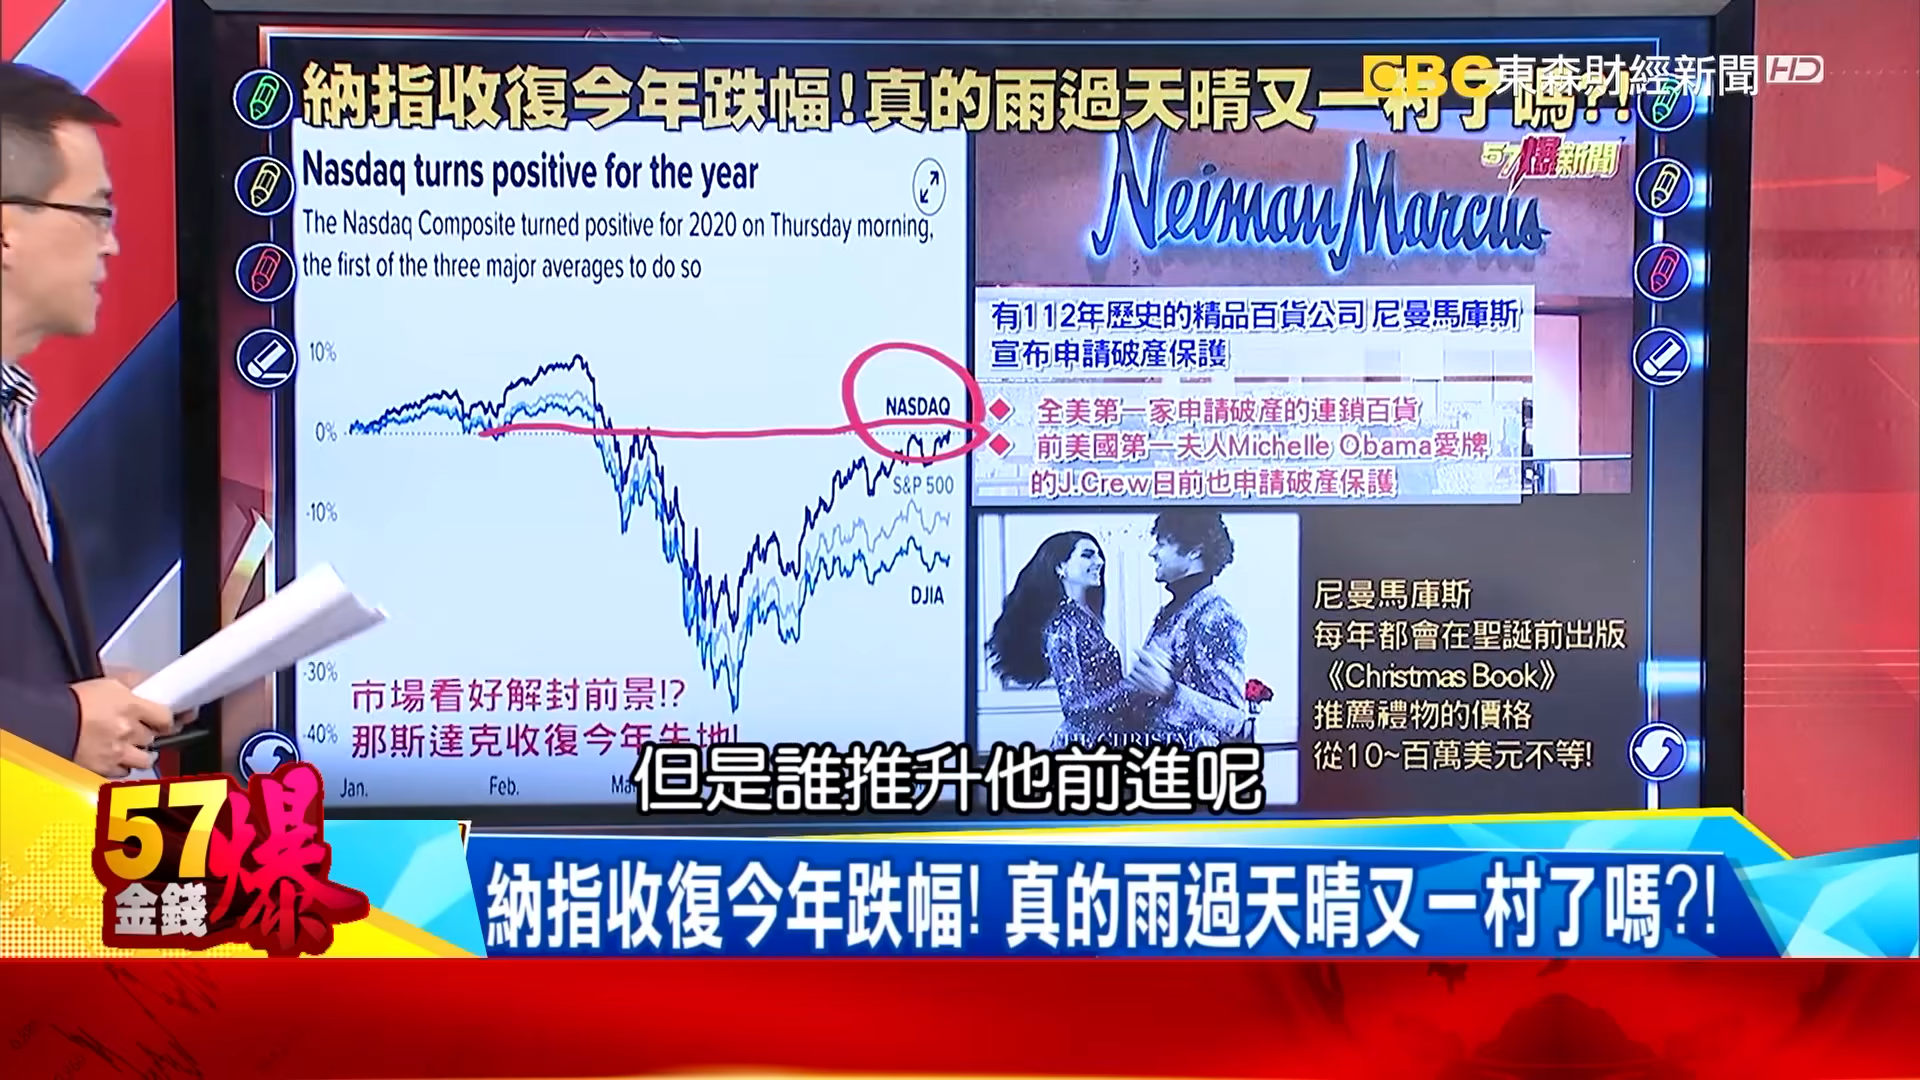 納指收復今年跌幅!真的雨過天晴又一村了嗎?!
EBC東森財經新聞HD
57爆新聞
Nasdaq turns positive for the year
The Nasdaq Composite turned positive for 2020 on Thursday morning,
the first of the three major averages to do so
10%
0%
-10%
-30%
-40%
NASDAQ
S&P 500
DJIA
Jan.
Feb.
市場看好解封前景!?
那斯達克收復今年失地!
Neiman Marcus
有112年歷史的精品百貨公司 尼曼馬庫斯
宣布申請破產保護
◆ 全美第一家申請破產的連鎖百貨
◆ 前美國第一夫人Michelle Obama愛牌
的J.Crew日前也申請破產保護
尼曼馬庫斯
每年都會在聖誕前出版
《Christmas Book》
推薦禮物的價格
從10~百萬美元不等!
但是誰推升他前進呢
57爆
金錢
納指收復今年跌幅! 真的雨過天晴又一村了嗎?!